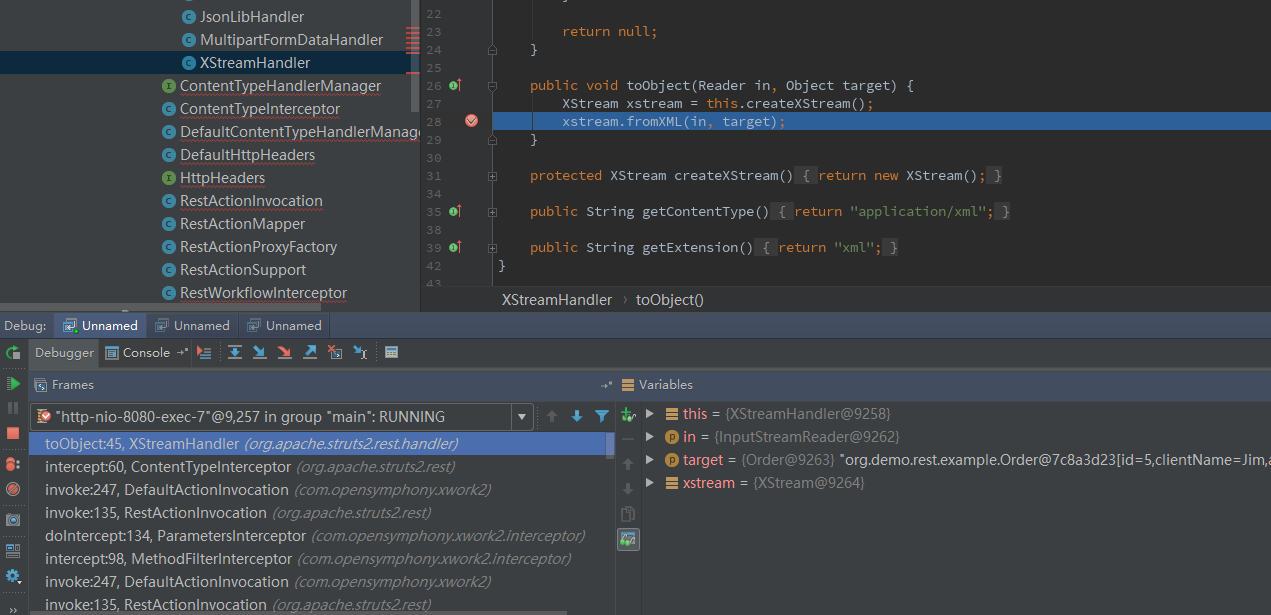 JsonLibHandler
MultipartFormDataHandler
XStreamHandler
ContentTypeHandlerManager
ContentTypeInterceptor
DefaultContentTypeHandlerManage
DefaultHttpHeaders
HttpHeaders
RestActionInvocation
RestActionMapper
RestActionProxyFactory
RestActionSupport
RestWorkflowInterceptor
22
23 return null;
24 }
25
26 public void toObject(Reader in, Object target) {
27 XStream xstream = this.createXStream();
28 xstream.fromXML(in, target);
29 }
30
31 protected XStream createXStream() { return new XStream(); }
34
35 public String getContentType() { return "application/xml"; }
38
39 public String getExtension() { return "xml"; }
42 }
43
XStreamHandler › toObject()
Debug: Unnamed Unnamed Unnamed
Debugger Console
Frames
"http-nio-8080-exec-7"@9,257 in group "main": RUNNING
toObject:45, XStreamHandler (org.apache.struts2.rest.handler)
intercept:60, ContentTypeInterceptor (org.apache.struts2.rest)
invoke:247, DefaultActionInvocation (com.opensymphony.xwork2)
invoke:135, RestActionInvocation (org.apache.struts2.rest)
doIntercept:134, ParametersInterceptor (com.opensymphony.xwork2.interceptor)
intercept:98, MethodFilterInterceptor (com.opensymphony.xwork2.interceptor)
invoke:247, DefaultActionInvocation (com.opensymphony.xwork2)
invoke:135, RestActionInvocation (org.apache.struts2.rest)
Variables
this = {XStreamHandler@9258}
in = {InputStreamReader@9262}
target = {Order@9263} "org.demo.rest.example.Order@7c8a3d23[id=5,clientName=Jim,a
xstream = {XStream@9264}